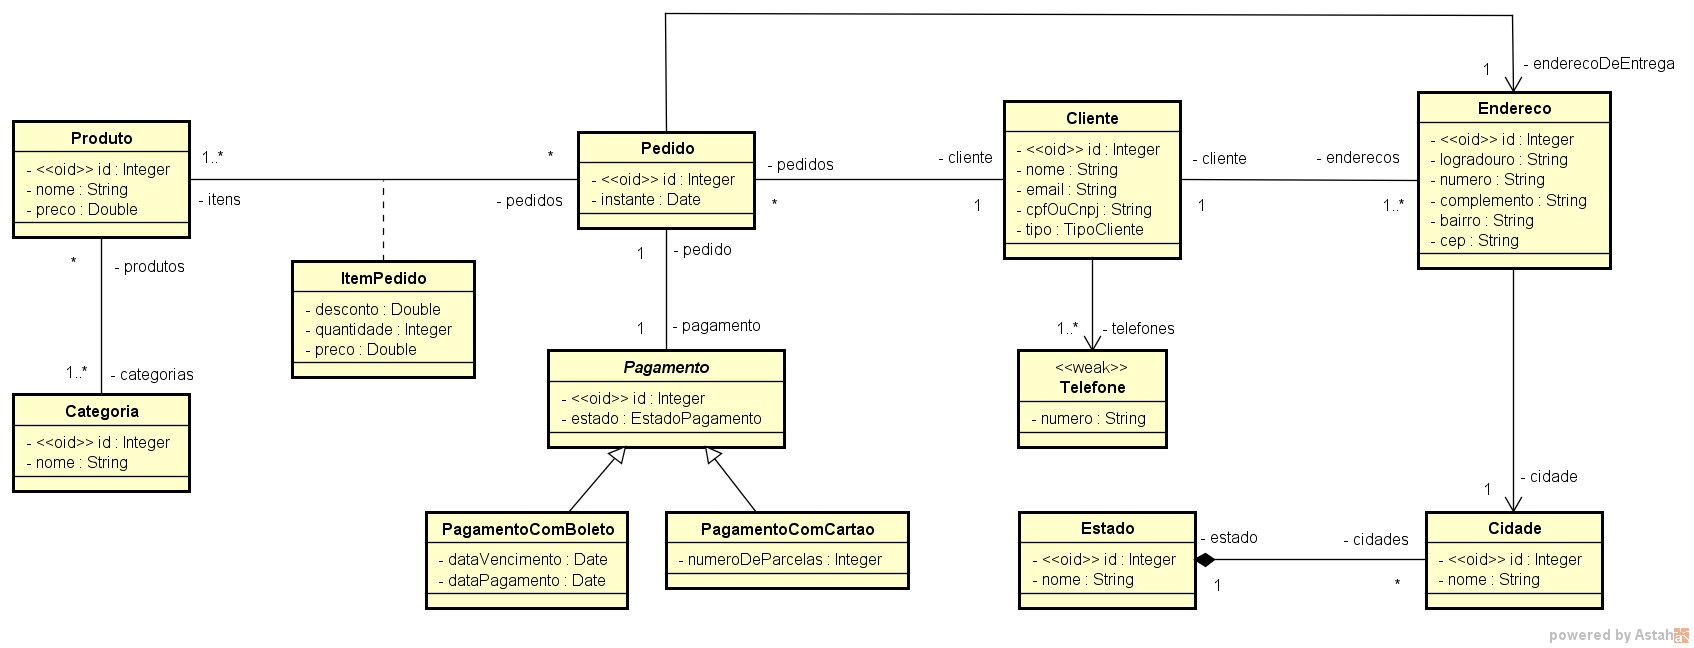 1
- enderecoDeEntrega
Produto
- <<oid>> id : Integer
- nome : String
- preco : Double
1..*
- itens
*
- pedidos
Pedido
- <<oid>> id : Integer
- instante : Date
- pedidos
*
- cliente
1
Cliente
- <<oid>> id : Integer
- nome : String
- email : String
- cpfOuCnpj : String
- tipo : TipoCliente
- cliente
1
- enderecos
1..*
Endereco
- <<oid>> id : Integer
- logradouro : String
- numero : String
- complemento : String
- bairro : String
- cep : String
*
- produtos
1..*
- categorias
Categoria
- <<oid>> id : Integer
- nome : String
ItemPedido
- desconto : Double
- quantidade : Integer
- preco : Double
1
- pedido
1
- pagamento
Pagamento
- <<oid>> id : Integer
- estado : EstadoPagamento
1..*
- telefones
<<weak>>
Telefone
- numero : String
PagamentoComBoleto
- dataVencimento : Date
- dataPagamento : Date
PagamentoComCartao
- numeroDeParcelas : Integer
1
- cidade
Estado
- <<oid>> id : Integer
- nome : String
- estado
1
- cidades
*
Cidade
- <<oid>> id : Integer
- nome : String
powered by Astah